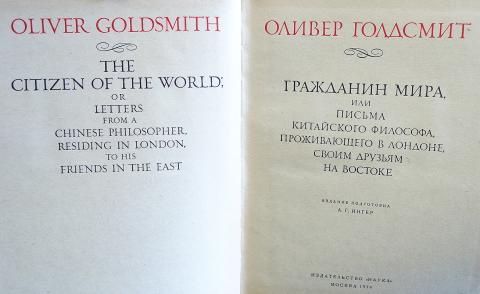 OLIVER GOLDSMITH
THE
CITIZEN OF THE WORLD;
OR
LETTERS
FROM A
CHINESE PHILOSOPHER,
RESIDING IN LONDON,
TO HIS
FRIENDS IN THE EAST
ОЛИВЕР ГОЛДСМИТ
ГРАЖДАНИН МИРА,
ИЛИ
ПИСЬМА
КИТАЙСКОГО ФИЛОСОФА,
ПРОЖИВАЮЩЕГО В ЛОНДОНЕ,
СВОИМ ДРУЗЬЯМ
НА ВОСТОКЕ
ИЗДАНИЕ ПОДГОТОВИЛ
А. Г. ИНГЕР
ИЗДАТЕЛЬСТВО «НАУКА»
МОСКВА 1974